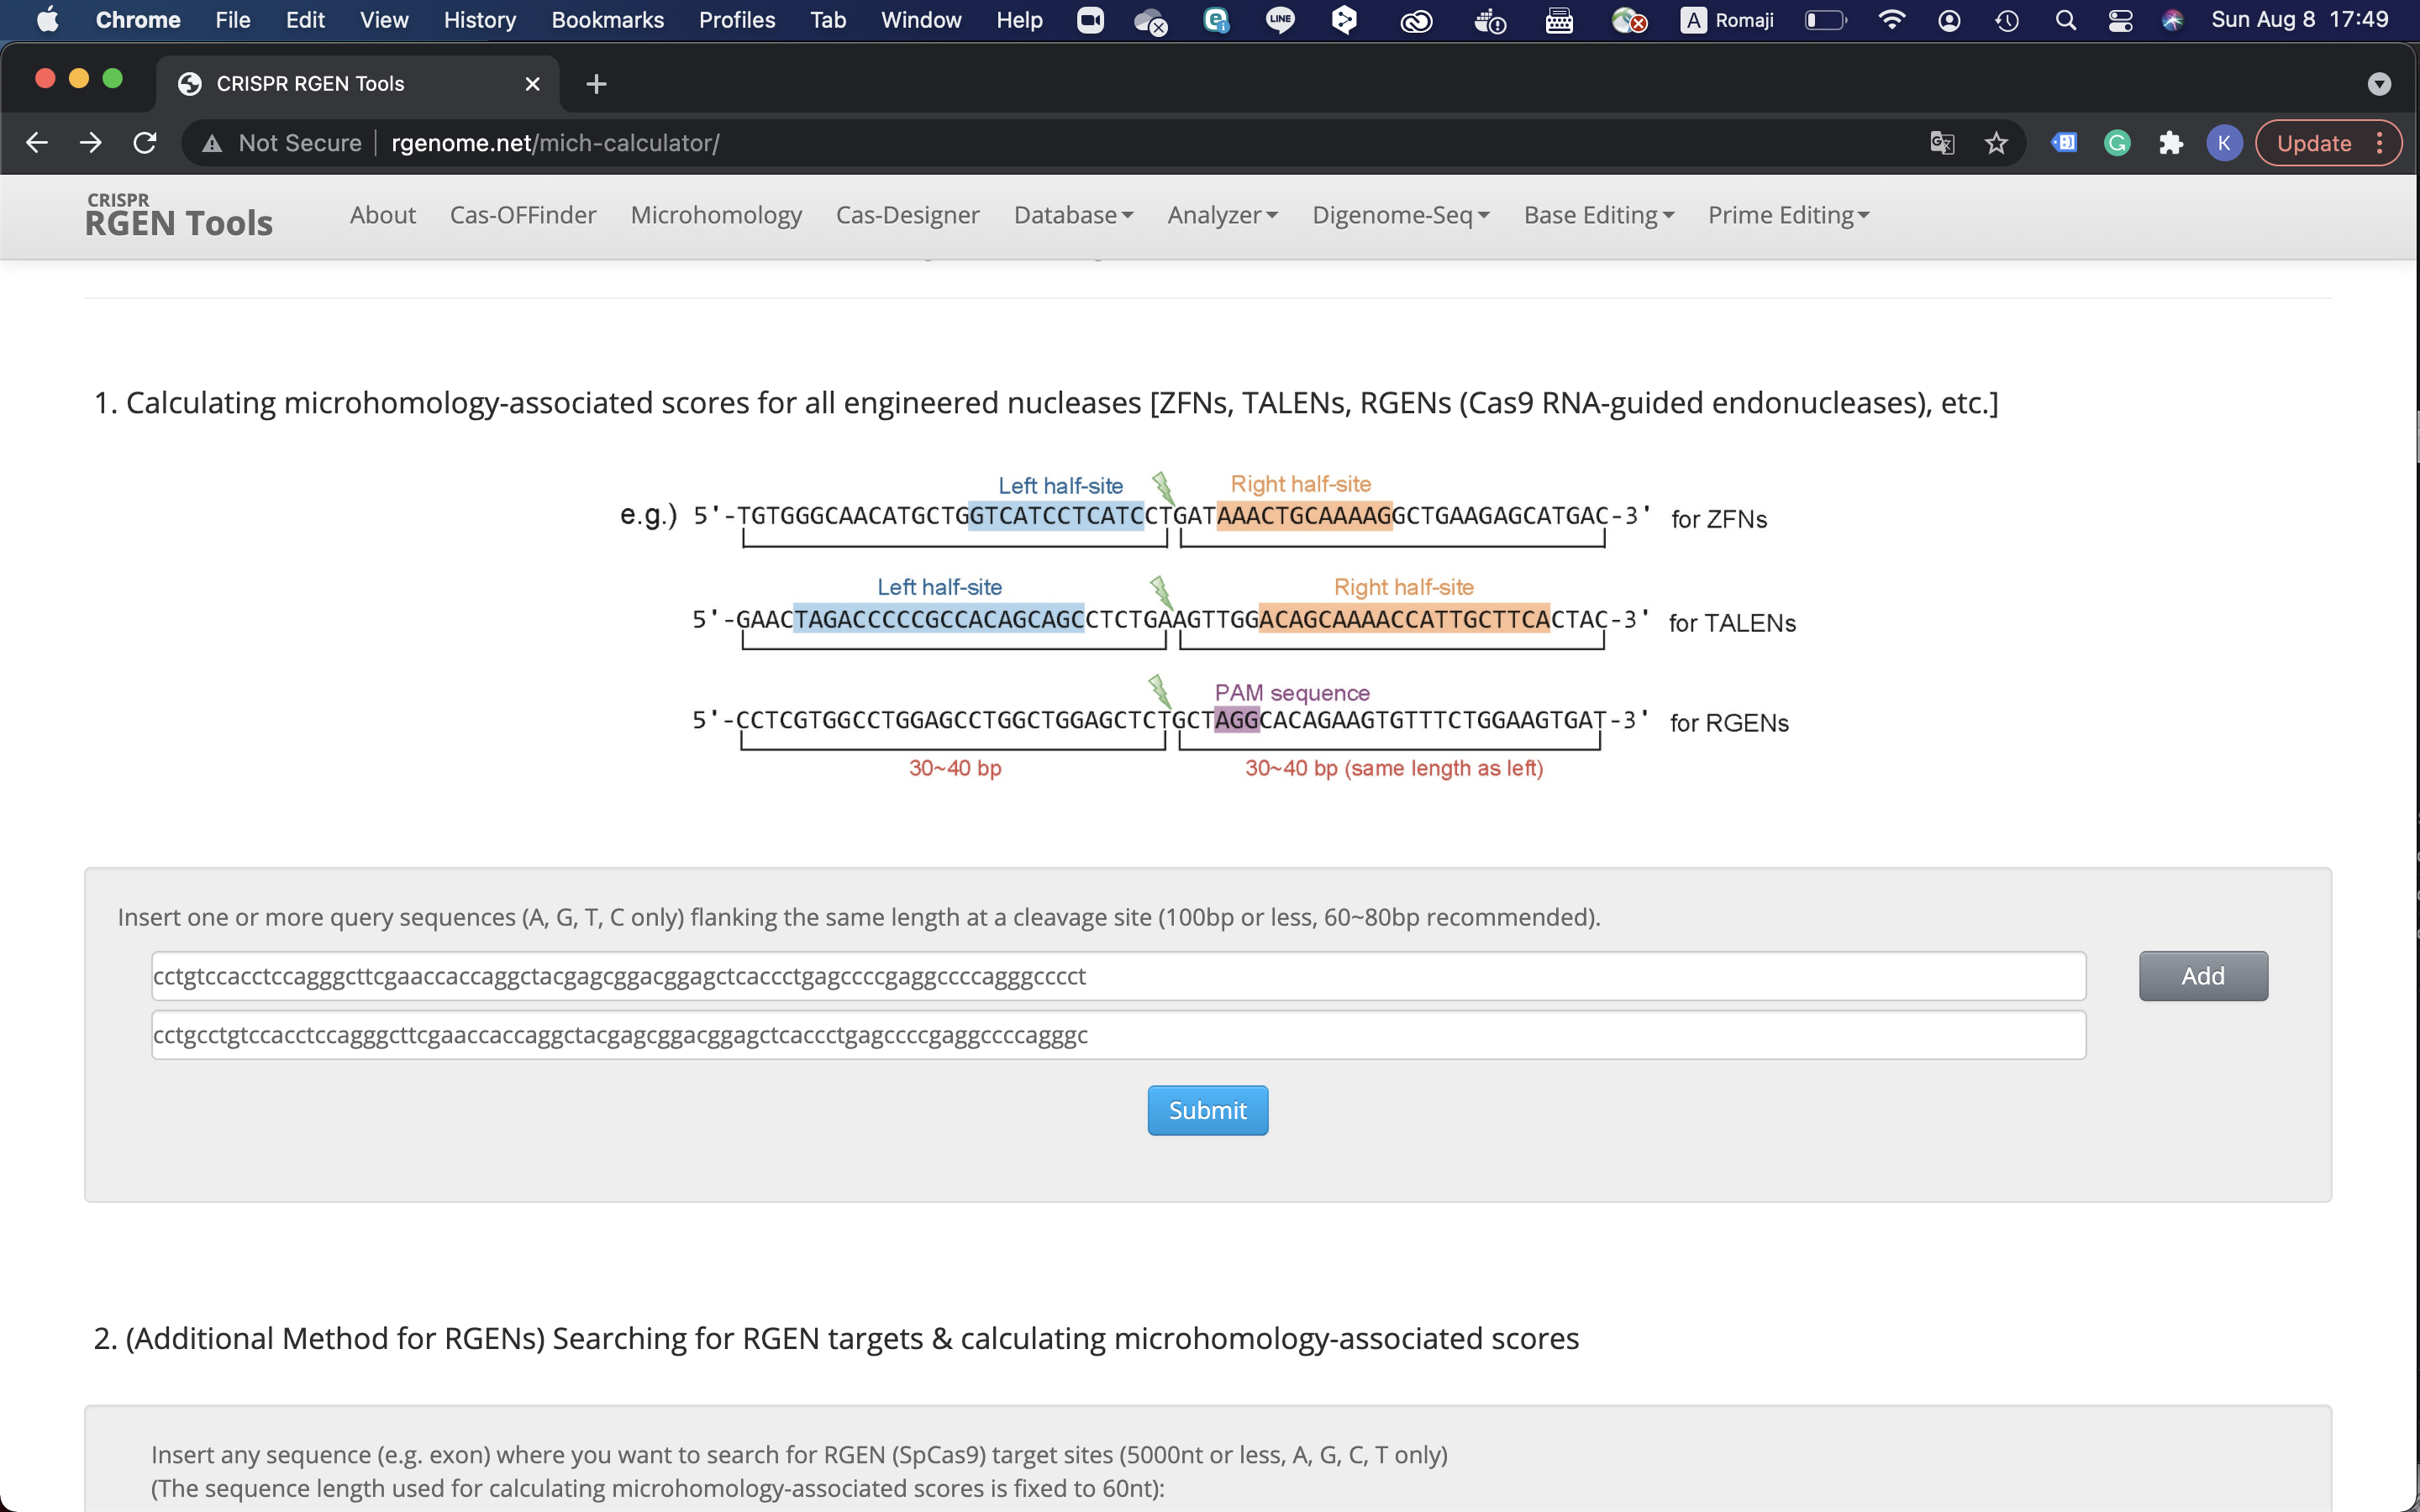 Chrome File Edit View History Bookmarks Profiles Tab Window Help LINE A Romaji Sun Aug 8 17:49
CRISPR RGEN Tools
Not Secure rgenome.net/mich-calculator/ K Update
CRISPR
RGEN Tools About Cas-OFFinder Microhomology Cas-Designer Database Analyzer Digenome-Seq Base Editing Prime Editing
1. Calculating microhomology-associated scores for all engineered nucleases [ZFNs, TALENs, RGENs (Cas9 RNA-guided endonucleases), etc.]
Left half-site Right half-site
e.g.) 5'-TGTGGGCAACATGCTGGTCATCCTCATCCTGATAAACTGCAAAAGGCTGAAGAGCATGAC-3' for ZFNs
Left half-site Right half-site
5'-GAACTAGACCCCCGCCACAGCAGCCTCTGAAGTTGGACAGCAAAACCATTGCTTCACTAC-3' for TALENs
PAM sequence
5'-CCTCGTGGCCTGGAGCCTGGCTGGAGCTCTGCTAGGCACAGAAGTGTTTCTGGAAGTGAT-3' for RGENs
30~40 bp 30~40 bp (same length as left)
Insert one or more query sequences (A, G, T, C only) flanking the same length at a cleavage site (100bp or less, 60~80bp recommended).
cctgtccacctccagggcttcgaaccaccaggctacgagcggacggagctcaccctgagccccgaggccccagggcccct Add
cctgcctgtccacctccagggcttcgaaccaccaggctacgagcggacggagctcaccctgagccccgaggccccagggc
Submit
2. (Additional Method for RGENs) Searching for RGEN targets & calculating microhomology-associated scores
Insert any sequence (e.g. exon) where you want to search for RGEN (SpCas9) target sites (5000nt or less, A, G, C, T only)
(The sequence length used for calculating microhomology-associated scores is fixed to 60nt):